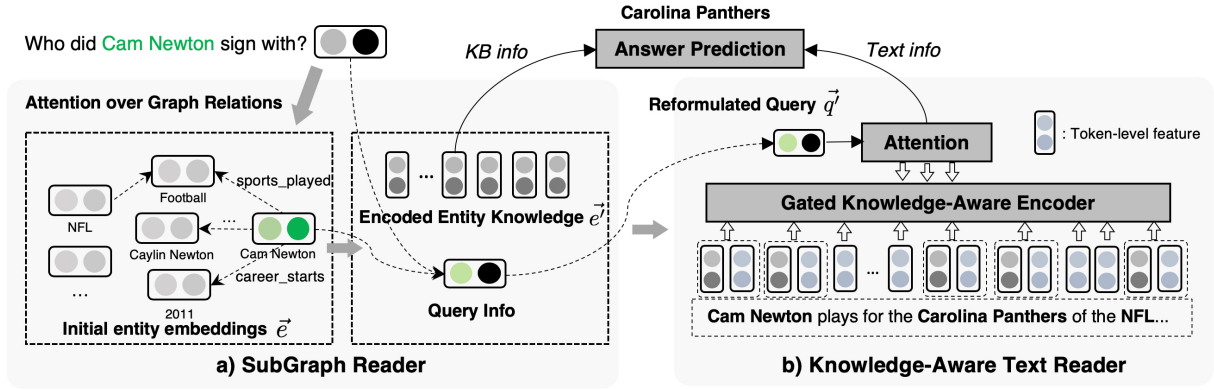 Carolina Panthers
Who did Cam Newton sign with?
KB info
Answer Prediction
Text info
Attention over Graph Relations
sports_played
Football
NFL
...
Caylin Newton
Cam Newton
career_starts
...
2011
Initial entity embeddings e⃗
...
Encoded Entity Knowledge e⃗′
Query Info
a) SubGraph Reader
Reformulated Query q⃗′
Attention
: Token-level feature
Gated Knowledge-Aware Encoder
...
Cam Newton plays for the Carolina Panthers of the NFL...
b) Knowledge-Aware Text Reader